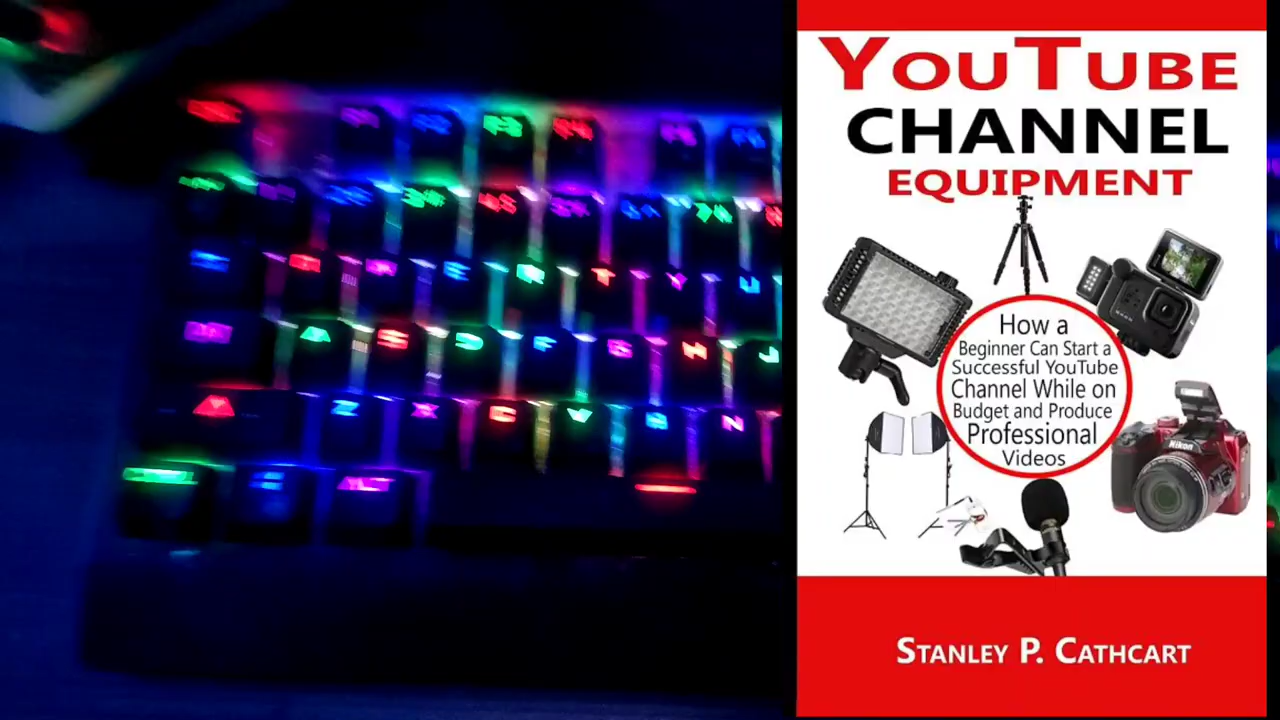 YOUTUBE
CHANNEL
EQUIPMENT
How a
Beginner Can Start a
Successful YouTube
Channel While on
Budget and Produce
Professional
Videos
Nikon
STANLEY P. CATHCART
E R T Y U
A S D F G H J
Z X C V B N